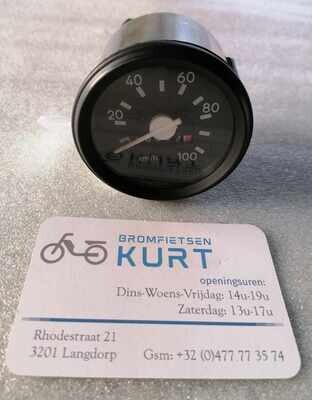 20 40 60 80 100
km/h
BROMFIETSEN
KURT
openingsuren:
Dins-Woens-Vrijdag: 14u-19u
Zaterdag: 13u-17u
Rhodestraat 21
3201 Langdorp
Gsm: +32 (0)477 77 35 74